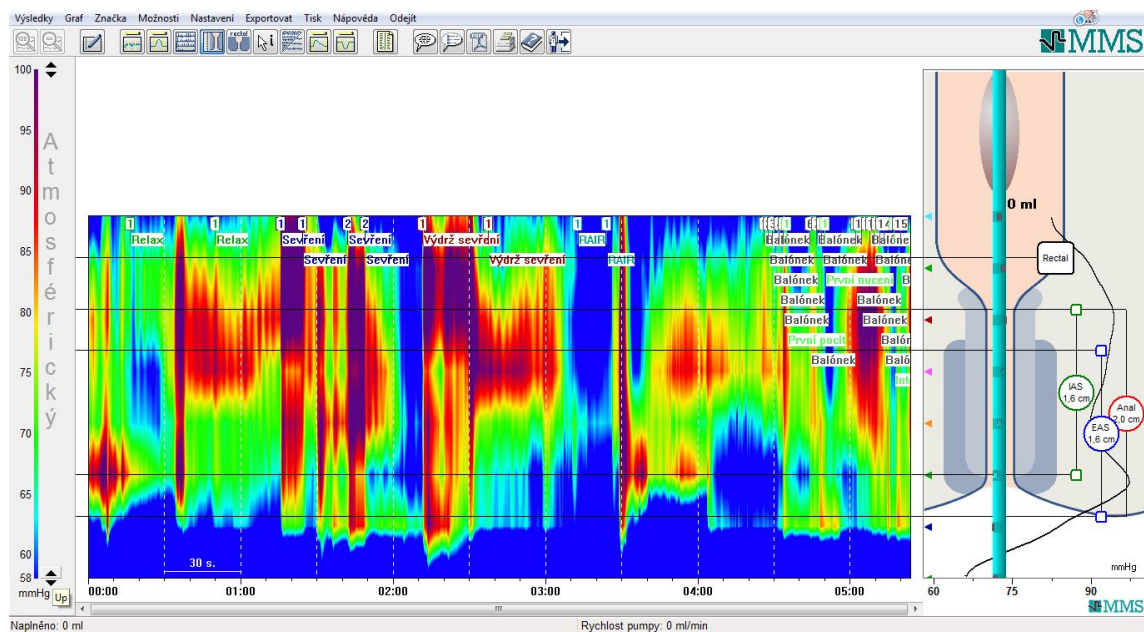 Výsledky Graf Značka Možnosti Nastavení Exportovat Tisk Nápověda Odejít
rectal
MMS
100
95
90
85
80
75
70
65
60
58
mmHg
Up
Atmosférický
1 1 1 1 2 2 1 1 1 1
Relax Relax Sevření Sevření Výdrž sevření RAIR Balónek Balónek
Sevření Sevření Výdrž sevření RAIR Balónek Balónek
Balónek První nucení
Balónek Balónek
Balónek
První pocit
Balónek
30 s.
00:00 01:00 02:00 03:00 04:00 05:00
0 ml
Rectal
IAS
1,6 cm
EAS
1,6 cm
Anal
2,0 cm
mmHg
60 75 90
MMS
Naplněno: 0 ml Rychlost pumpy: 0 ml/min